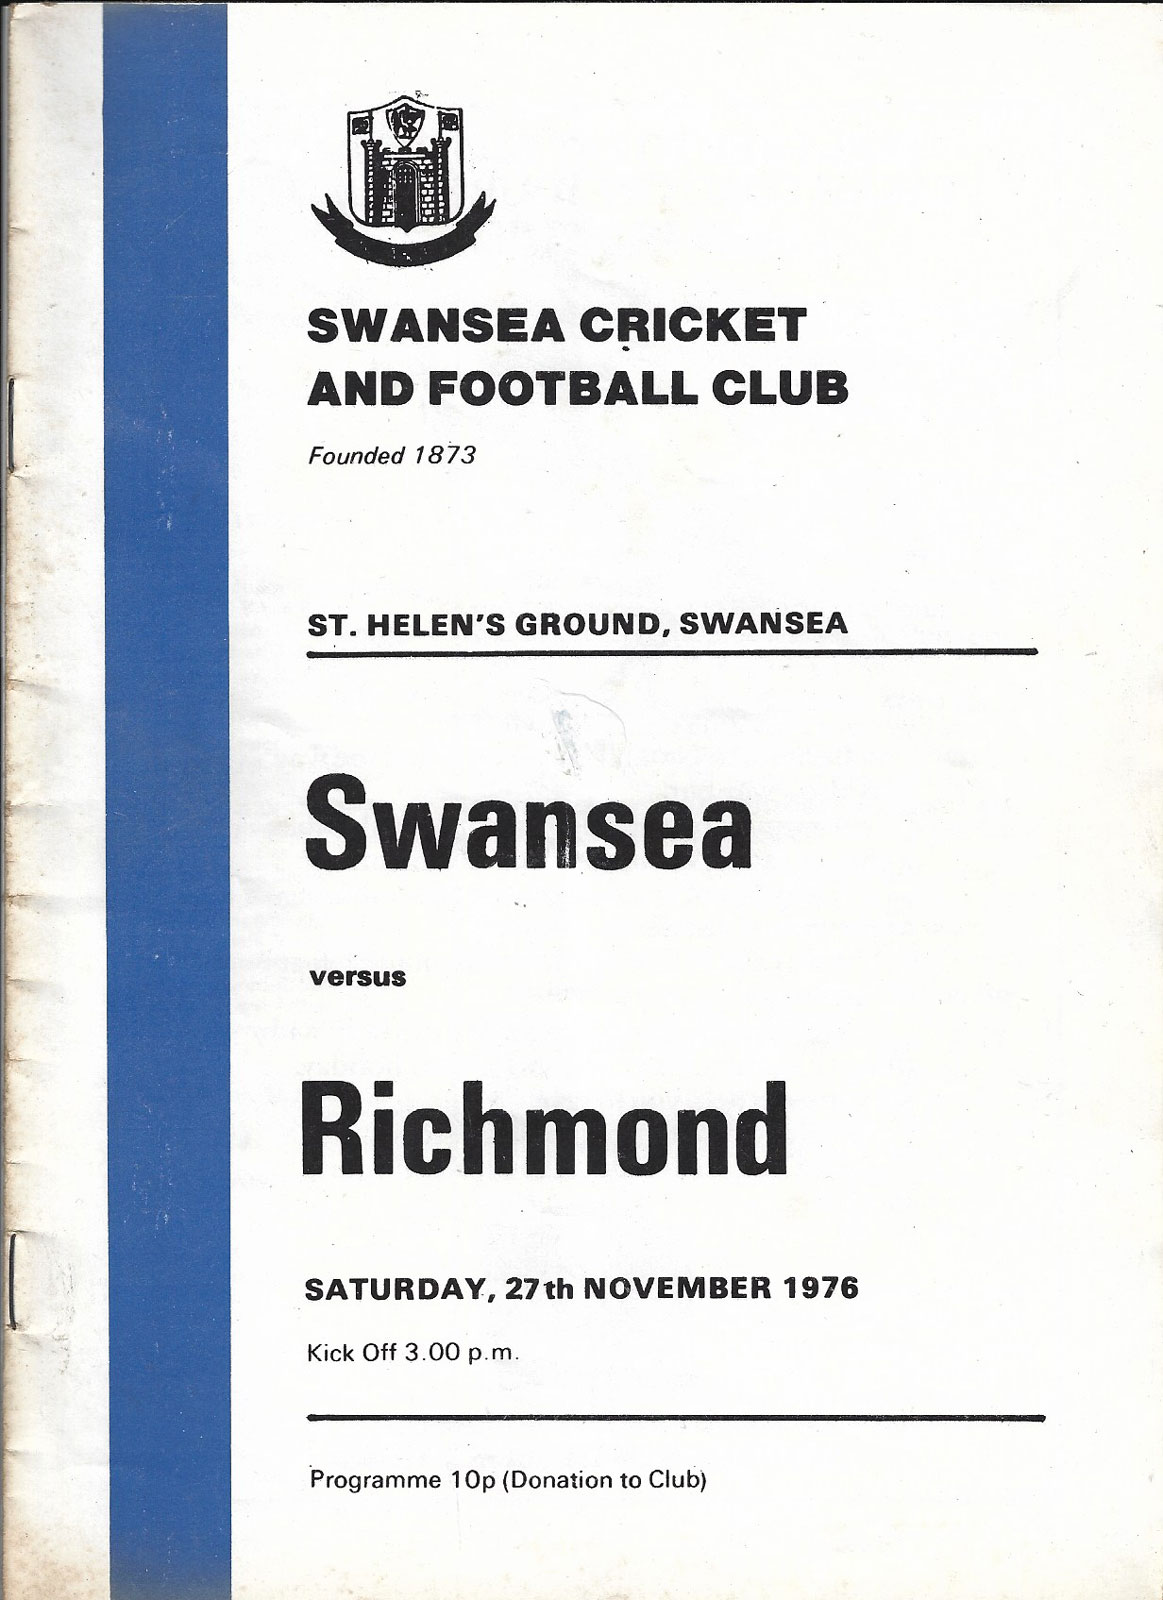 SWANSEA CRICKET
AND FOOTBALL CLUB
Founded 1873
ST. HELEN'S GROUND, SWANSEA
Swansea
versus
Richmond
SATURDAY, 27th NOVEMBER 1976
Kick Off 3.00 p.m.
Programme 10p (Donation to Club)